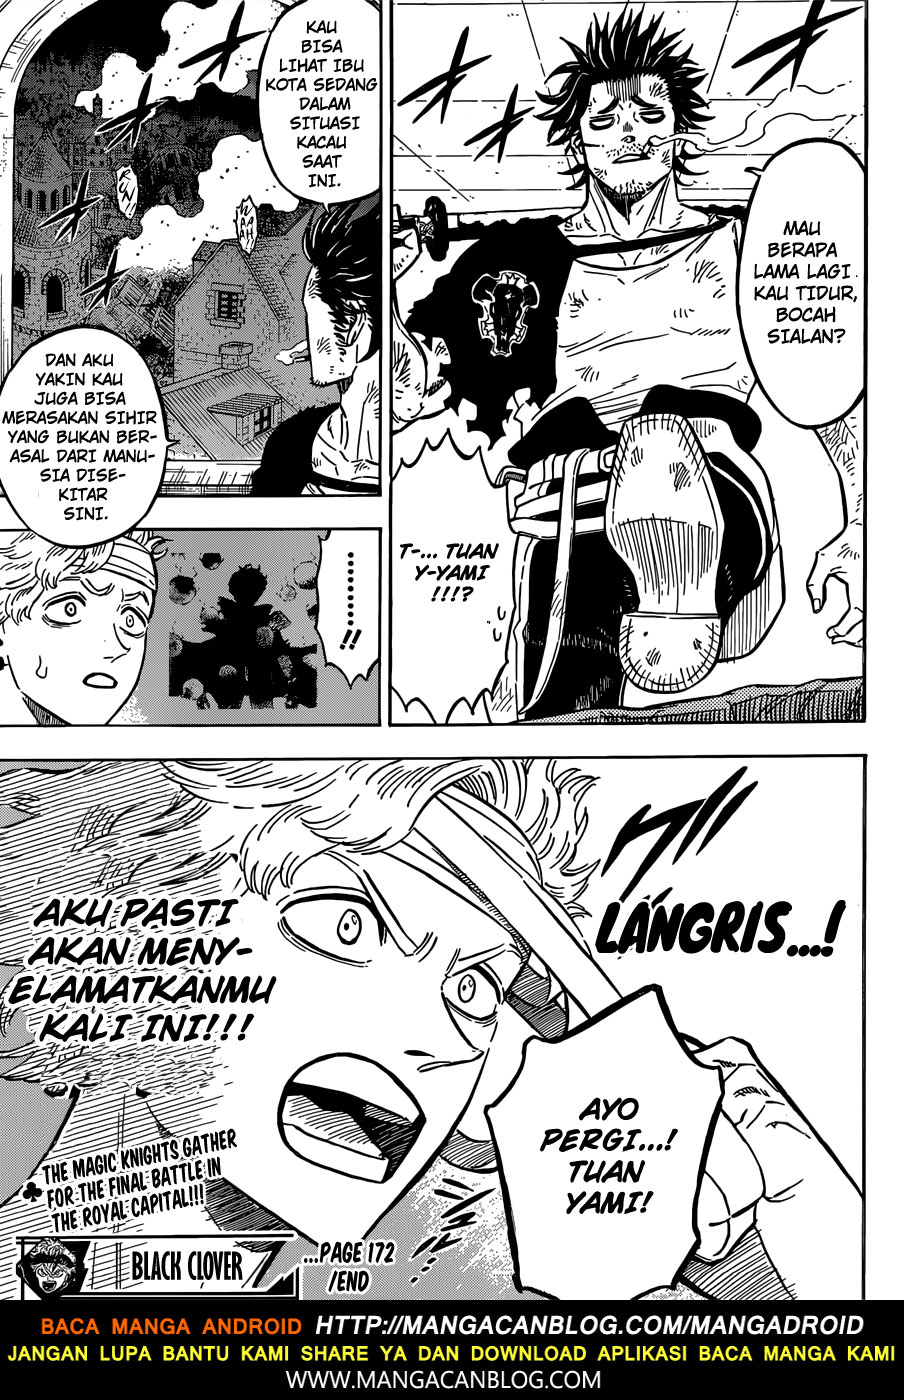 MAU
BERAPA
LAMA LAGI
KAU TIDUR,
BOCAH
SIALAN?
T-... TUAN
Y-YAMI
!!!?
KAU
BISA
LIHAT IBU
KOTA SEDANG
DALAM
SITUASI
KACAU
SAAT
INI.
WAAAH
DAN AKU
YAKIN KAU
JUGA BISA
MERASAKAN SIHIR
YANG BUKAN BER-
ASAL DARI MANU-
SIA DISE-
KITAR
SINI.
.........!!
LANGRIS...!
AKU PASTI
AKAN MENY-
ELAMATKANMU
KALI INI!!!
AYO
PERGI...!
TUAN
YAMI!
♣ THE MAGIC KNIGHTS GATHER
FOR THE FINAL BATTLE IN
THE ROYAL CAPITAL!!!
BLACK CLOVER
...PAGE 172
/END
BACA MANGA ANDROID HTTP://MANGACANBLOG.COM/MANGADROID
JANGAN LUPA BANTU KAMI SHARE YA DAN DOWNLOAD APLIKASI BACA MANGA KAMI
WWW.MANGACANBLOG.COM